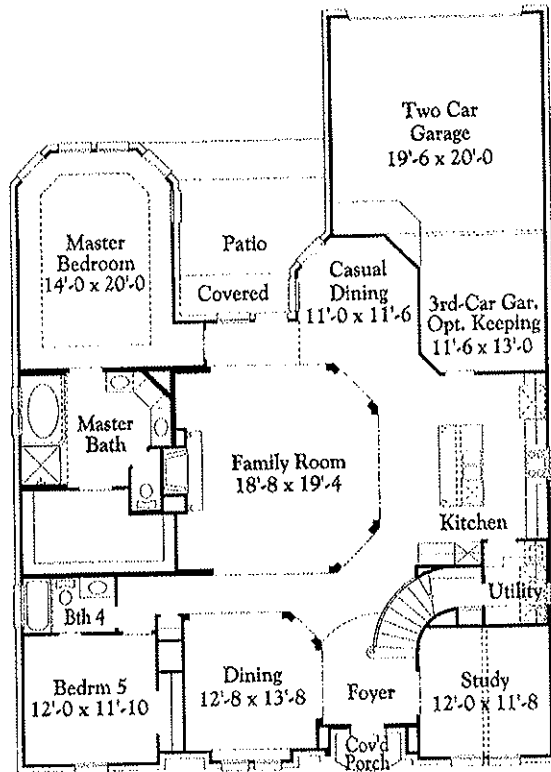 Two Car
Garage
19'-6 x 20'-0
Master
Bedroom
14'-0 x 20'-0
Patio
Covered
Casual
Dining
11'-0 x 11'-6
3rd-Car Gar.
Opt. Keeping
11'-6 x 13'-0
Master
Bath
Family Room
18'-8 x 19'-4
Kitchen
Utility
Bth 4
Bedrm 5
12'-0 x 11'-10
Dining
12'-8 x 13'-8
Foyer
Study
12'-0 x 11'-8
Cov'd
Porch